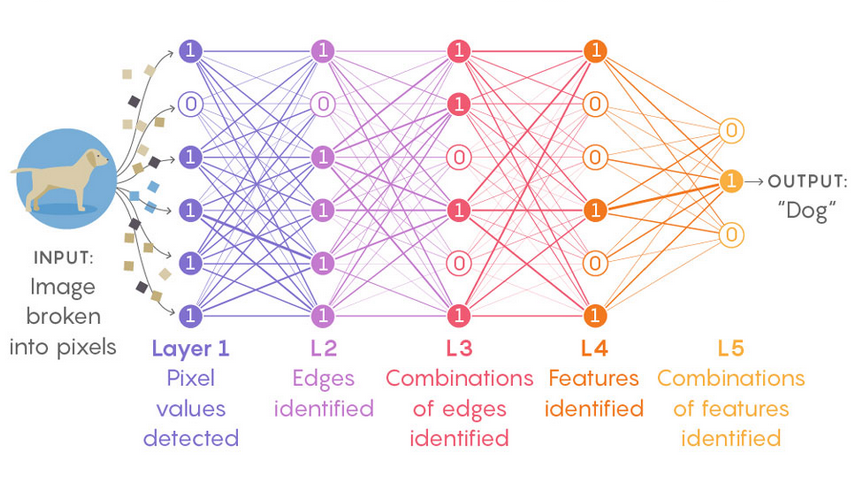 1 1 1 1
0 0 1 0
0
1 1 0 0
1 → OUTPUT:
"Dog"
1 1 1 1
0
1 1 0 0
1 1 1 1
INPUT:
Image
broken
into pixels
Layer 1
Pixel
values
detected
L2
Edges
identified
L3
Combinations
of edges
identified
L4
Features
identified
L5
Combinations
of features
identified